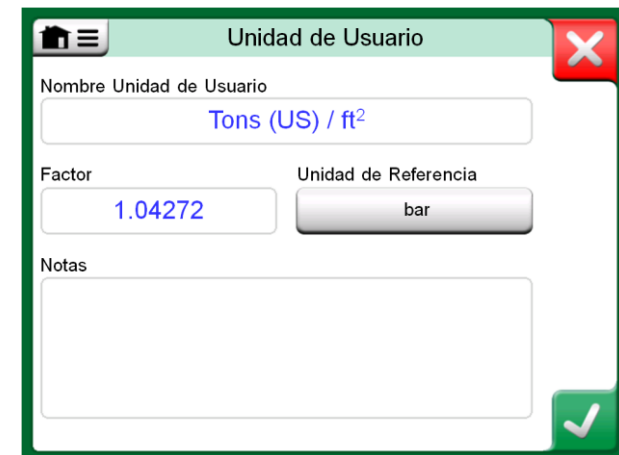 Unidad de Usuario
Nombre Unidad de Usuario
Tons (US) / ft²
Factor
Unidad de Referencia
1.04272
bar
Notas